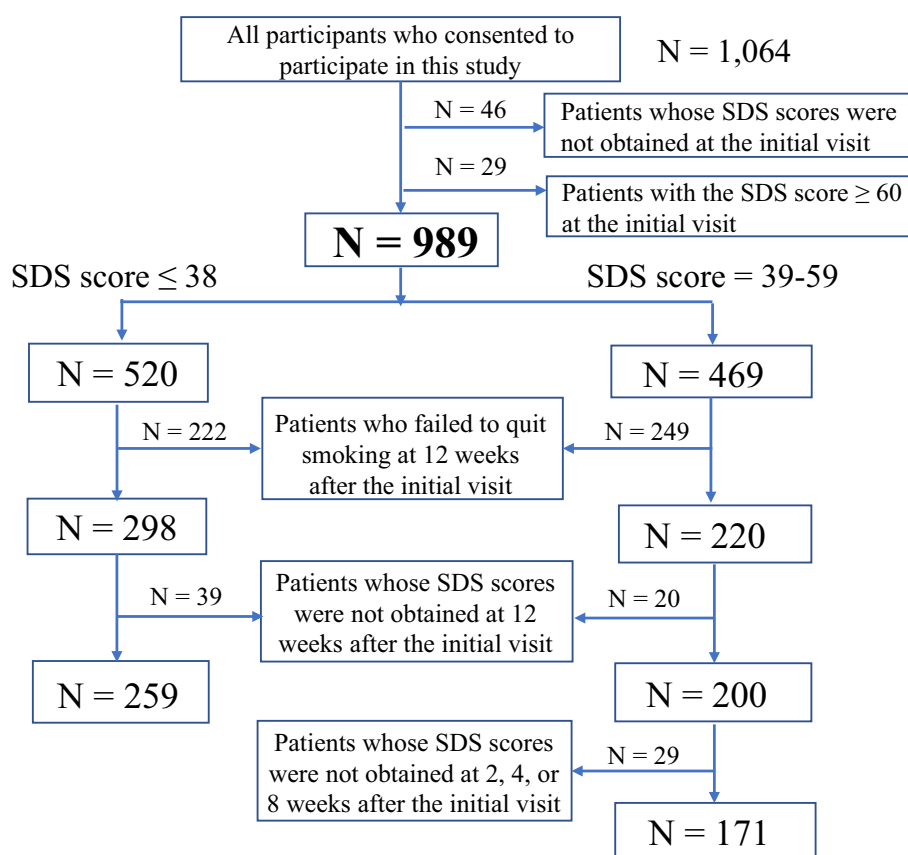 All participants who consented to
participate in this study
N = 1,064
N = 46
Patients whose SDS scores were
not obtained at the initial visit
N = 29
Patients with the SDS score ≥ 60
at the initial visit
N = 989
SDS score ≤ 38
SDS score = 39-59
N = 520
N = 469
N = 222
Patients who failed to quit
smoking at 12 weeks
after the initial visit
N = 249
N = 298
N = 220
N = 39
Patients whose SDS scores
were not obtained at 12
weeks after the initial visit
N = 20
N = 259
N = 200
Patients whose SDS scores
were not obtained at 2, 4, or
8 weeks after the initial visit
N = 29
N = 171